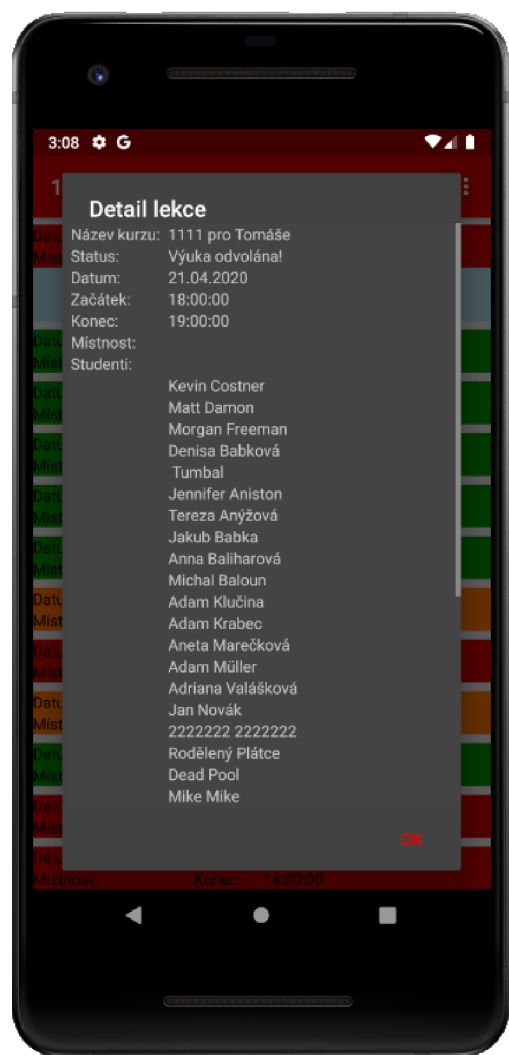 3:08 G
1
Detail lekce
Název kurzu: 1111 pro Tomáše
Status: Výuka odvolána!
Datum: 21.04.2020
Začátek: 18:00:00
Konec: 19:00:00
Místnost:
Studenti:
Kevin Costner
Matt Damon
Morgan Freeman
Denisa Babková
Tumbal
Jennifer Aniston
Tereza Anýžová
Jakub Babka
Anna Baliharová
Michal Baloun
Adam Klučina
Adam Krabec
Aneta Marečková
Adam Müller
Adriana Valášková
Jan Novák
2222222 2222222
Rodělený Plátce
Dead Pool
Mike Mike
OK
Místnost: Konec: 14:00:00